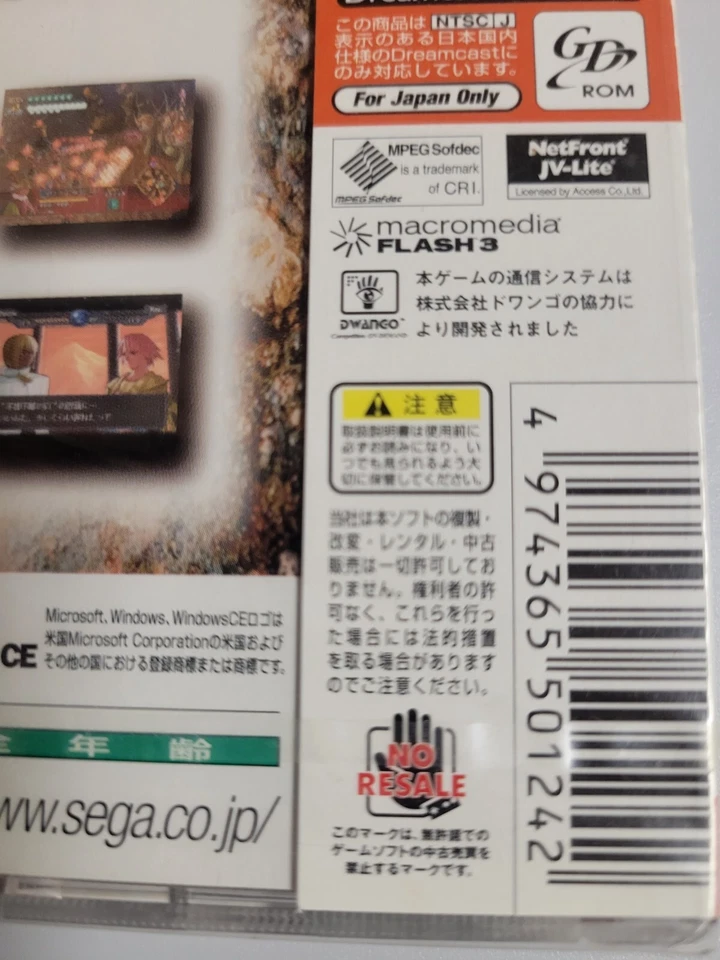 この商品は NTSC J
表示のある日本国内
仕様のDreamcastに
のみ対応しています。
For Japan Only
GD
ROM
MPEG Sofdec
is a trademark
of CRI.
MPEG Sofdec
NetFront®
JV-Lite®
Licensed by Access Co.,Ltd.
macromedia®
FLASH 3
DWANGO™
本ゲームの通信システムは
株式会社ドワンゴの協力に
より開発されました
注意
取扱説明書は使用前に
必ずお読みになり、い
つでも見られるよう大
切に保管してください。
当社は本ソフトの複製・
改変・レンタル・中古
販売は一切許可してお
りません。権利者の許
可なく、これらを行っ
た場合には法的措置
を取る場合があります
のでご注意ください。
NO
RESALE
このマークは、無許諾での
ゲームソフトの中古売買を
禁止するマークです。
4 974365 501242
Microsoft、Windows、WindowsCEロゴは
米国Microsoft Corporationの米国および
CE その他の国における登録商標または商標です。
年齢
ww.sega.co.jp/